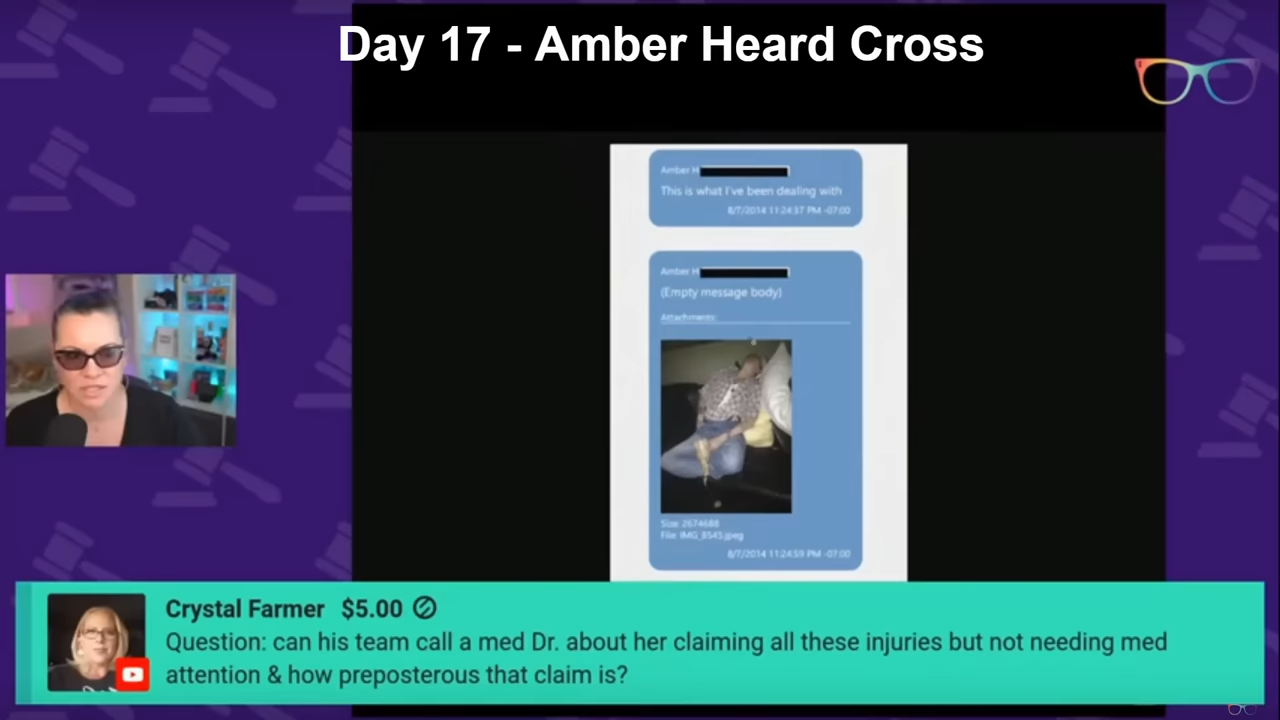 Day 17 - Amber Heard Cross
Amber H
This is what I've been dealing with
8/7/2014 11:24:37 PM -07:00
Amber H
(Empty message body)
Attachments:
Size: 2674688
File: IMG_8545.jpeg
8/7/2014 11:24:59 PM -07:00
Crystal Farmer $5.00
Question: can his team call a med Dr. about her claiming all these injuries but not needing med
attention & how preposterous that claim is?